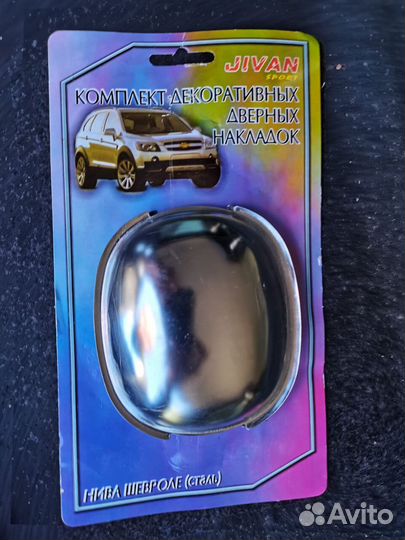 JIVAN
SPORT
КОМПЛЕКТ ДЕКОРАТИВНЫХ
ДВЕРНЫХ
НАКЛАДОК
НИВА ШЕВРОЛЕ (сталь)
Avito